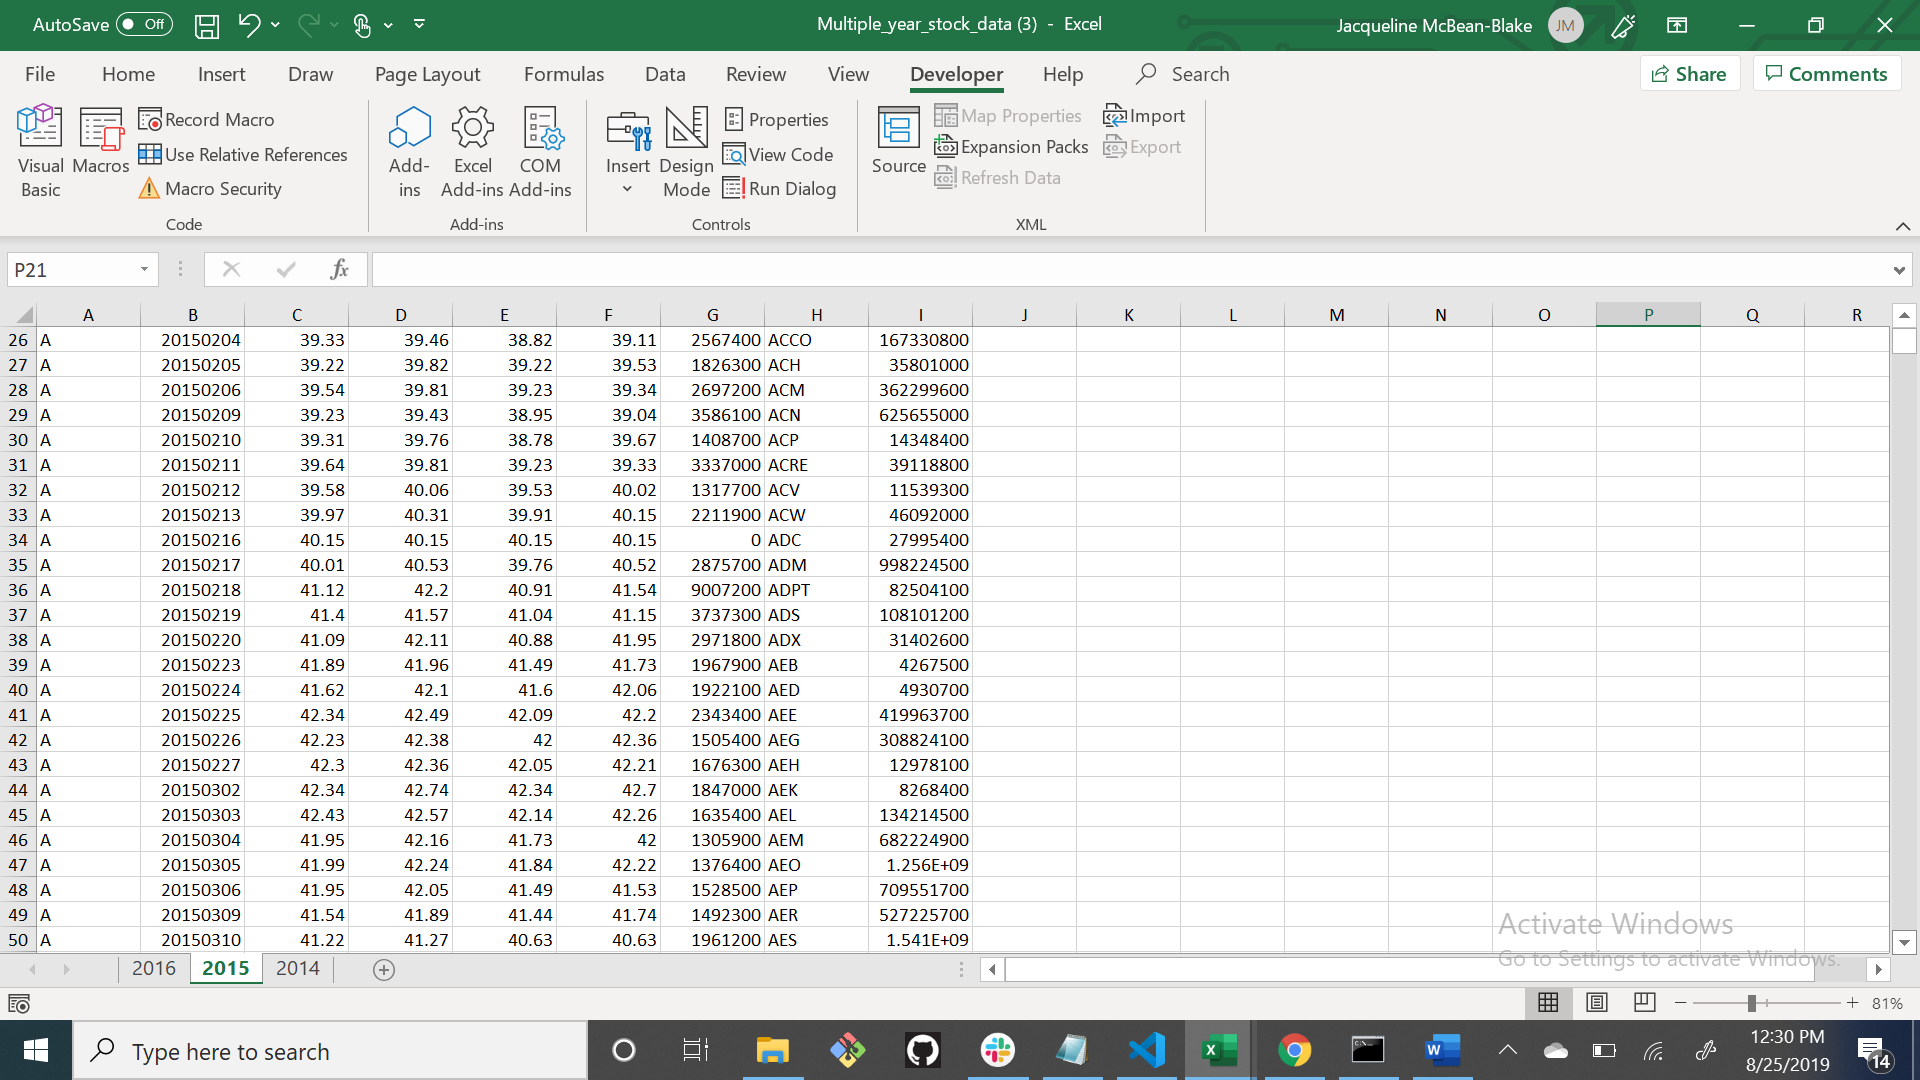 AutoSave Off Multiple_year_stock_data (3) - Excel Jacqueline McBean-Blake JM
File Home Insert Draw Page Layout Formulas Data Review View Developer Help Search Share Comments
Visual Basic
Macros
Record Macro
Use Relative References
Macro Security
Code
Add-ins
Excel Add-ins
COM Add-ins
Add-ins
Insert
Design Mode
Properties
View Code
Run Dialog
Controls
Source
Map Properties
Expansion Packs
Refresh Data
Import
Export
XML
P21 fx
A B C D E F G H I J K L M N O P Q R
26 A 20150204 39.33 39.46 38.82 39.11 2567400 ACCO 167330800
27 A 20150205 39.22 39.82 39.22 39.53 1826300 ACH 35801000
28 A 20150206 39.54 39.81 39.23 39.34 2697200 ACM 362299600
29 A 20150209 39.23 39.43 38.95 39.04 3586100 ACN 625655000
30 A 20150210 39.31 39.76 38.78 39.67 1408700 ACP 14348400
31 A 20150211 39.64 39.81 39.23 39.33 3337000 ACRE 39118800
32 A 20150212 39.58 40.06 39.53 40.02 1317700 ACV 11539300
33 A 20150213 39.97 40.31 39.91 40.15 2211900 ACW 46092000
34 A 20150216 40.15 40.15 40.15 40.15 0 ADC 27995400
35 A 20150217 40.01 40.53 39.76 40.52 2875700 ADM 998224500
36 A 20150218 41.12 42.2 40.91 41.54 9007200 ADPT 82504100
37 A 20150219 41.4 41.57 41.04 41.15 3737300 ADS 108101200
38 A 20150220 41.09 42.11 40.88 41.95 2971800 ADX 31402600
39 A 20150223 41.89 41.96 41.49 41.73 1967900 AEB 4267500
40 A 20150224 41.62 42.1 41.6 42.06 1922100 AED 4930700
41 A 20150225 42.34 42.49 42.09 42.2 2343400 AEE 419963700
42 A 20150226 42.23 42.38 42 42.36 1505400 AEG 308824100
43 A 20150227 42.3 42.36 42.05 42.21 1676300 AEH 12978100
44 A 20150302 42.34 42.74 42.34 42.7 1847000 AEK 8268400
45 A 20150303 42.43 42.57 42.14 42.26 1635400 AEL 134214500
46 A 20150304 41.95 42.16 41.73 42 1305900 AEM 682224900
47 A 20150305 41.99 42.24 41.84 42.22 1376400 AEO 1.256E+09
48 A 20150306 41.95 42.05 41.49 41.53 1528500 AEP 709551700
49 A 20150309 41.54 41.89 41.44 41.74 1492300 AER 527225700
50 A 20150310 41.22 41.27 40.63 40.63 1961200 AES 1.541E+09
Activate Windows
Go to Settings to activate Windows.
2016 2015 2014
81%
Type here to search
12:30 PM
8/25/2019
14